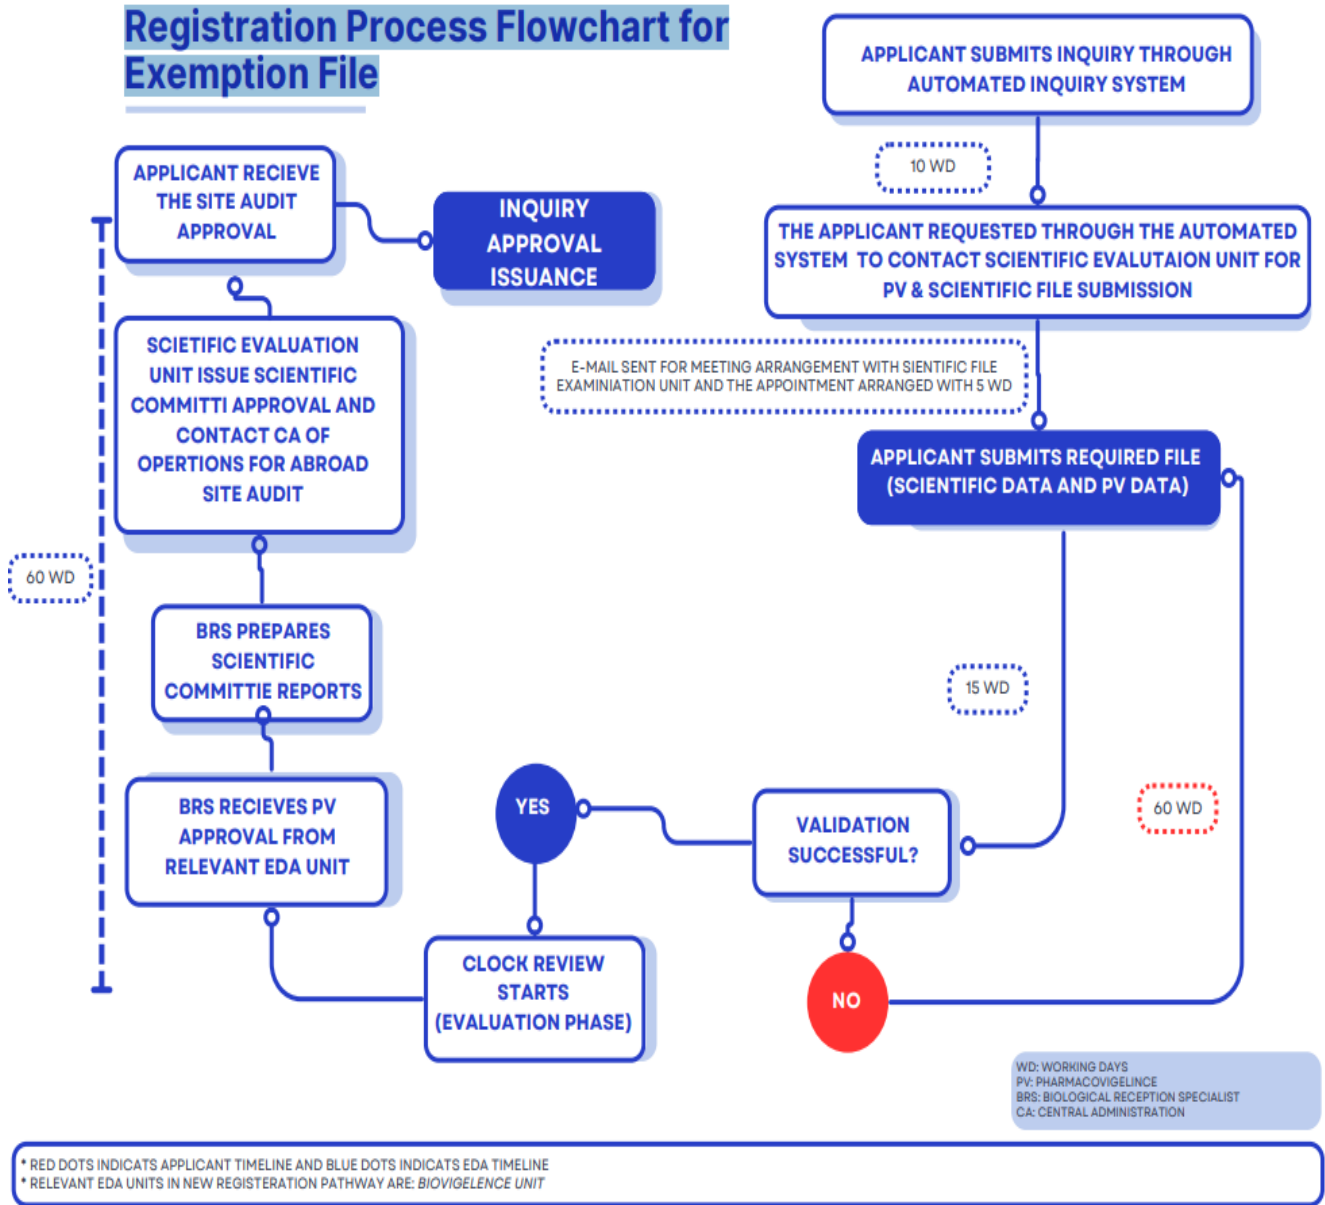 Registration Process Flowchart for
Exemption File
APPLICANT SUBMITS INQUIRY THROUGH
AUTOMATED INQUIRY SYSTEM
10 WD
THE APPLICANT REQUESTED THROUGH THE AUTOMATED
SYSTEM TO CONTACT SCIENTIFIC EVALUTAION UNIT FOR
PV & SCIENTIFIC FILE SUBMISSION
E-MAIL SENT FOR MEETING ARRANGEMENT WITH SIENTIFIC FILE
EXAMINIATION UNIT AND THE APPOINTMENT ARRANGED WITH 5 WD
APPLICANT SUBMITS REQUIRED FILE
(SCIENTIFIC DATA AND PV DATA)
15 WD
60 WD
VALIDATION
SUCCESSFUL?
YES
NO
CLOCK REVIEW
STARTS
(EVALUATION PHASE)
BRS RECIEVES PV
APPROVAL FROM
RELEVANT EDA UNIT
BRS PREPARES
SCIENTIFIC
COMMITTIE REPORTS
SCIETIFIC EVALUATION
UNIT ISSUE SCIENTIFIC
COMMITTI APPROVAL AND
CONTACT CA OF
OPERTIONS FOR ABROAD
SITE AUDIT
60 WD
APPLICANT RECIEVE
THE SITE AUDIT
APPROVAL
INQUIRY
APPROVAL
ISSUANCE
WD: WORKING DAYS
PV: PHARMACOVIGELINCE
BRS: BIOLOGICAL RECEPTION SPECIALIST
CA: CENTRAL ADMINISTRATION
* RED DOTS INDICATS APPLICANT TIMELINE AND BLUE DOTS INDICATS EDA TIMELINE
* RELEVANT EDA UNITS IN NEW REGISTERATION PATHWAY ARE: BIOVIGELENCE UNIT